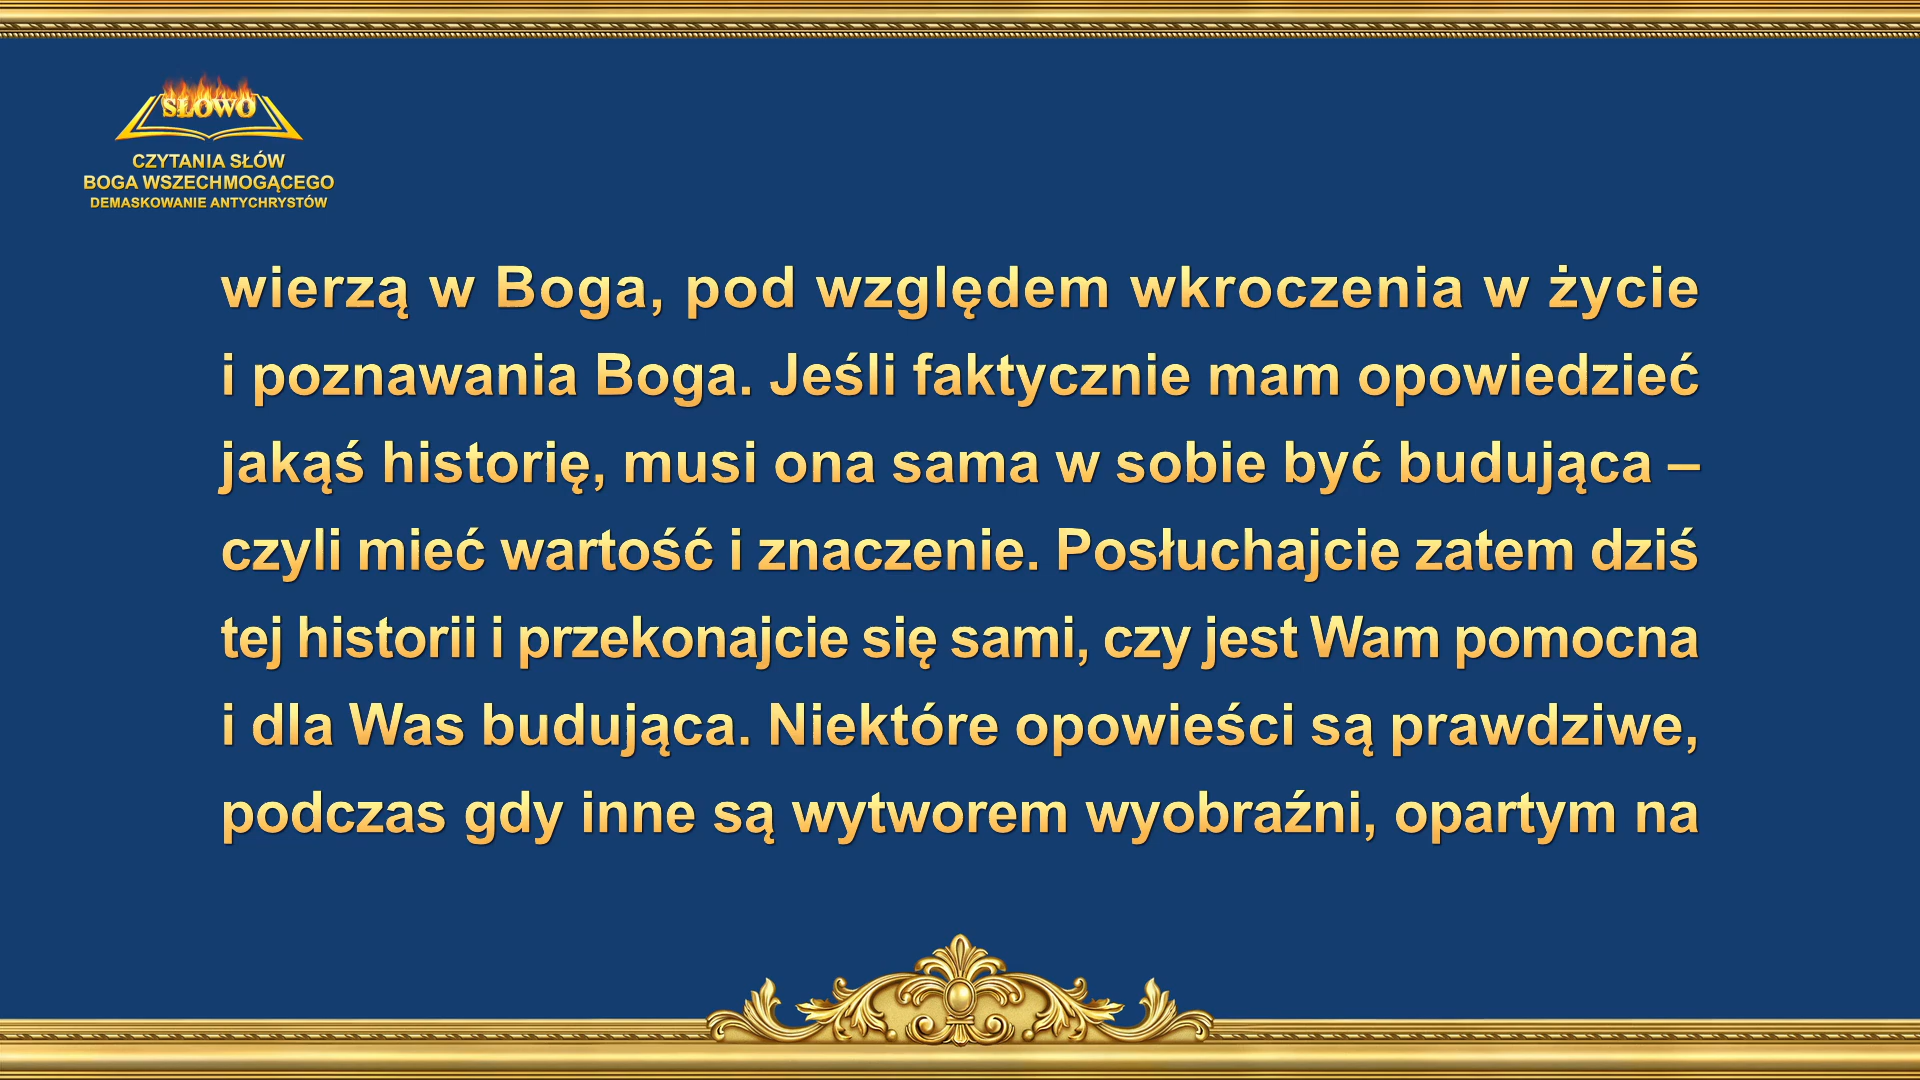 SŁOWO
CZYTANIA SŁÓW
BOGA WSZECHMOGĄCEGO
DEMASKOWANIE ANTYCHRYSTÓW
wierzą w Boga, pod względem wkroczenia w życie
i poznawania Boga. Jeśli faktycznie mam opowiedzieć
jakąś historię, musi ona sama w sobie być budująca –
czyli mieć wartość i znaczenie. Posłuchajcie zatem dziś
tej historii i przekonajcie się sami, czy jest Wam pomocna
i dla Was budująca. Niektóre opowieści są prawdziwe,
podczas gdy inne są wytworem wyobraźni, opartym na